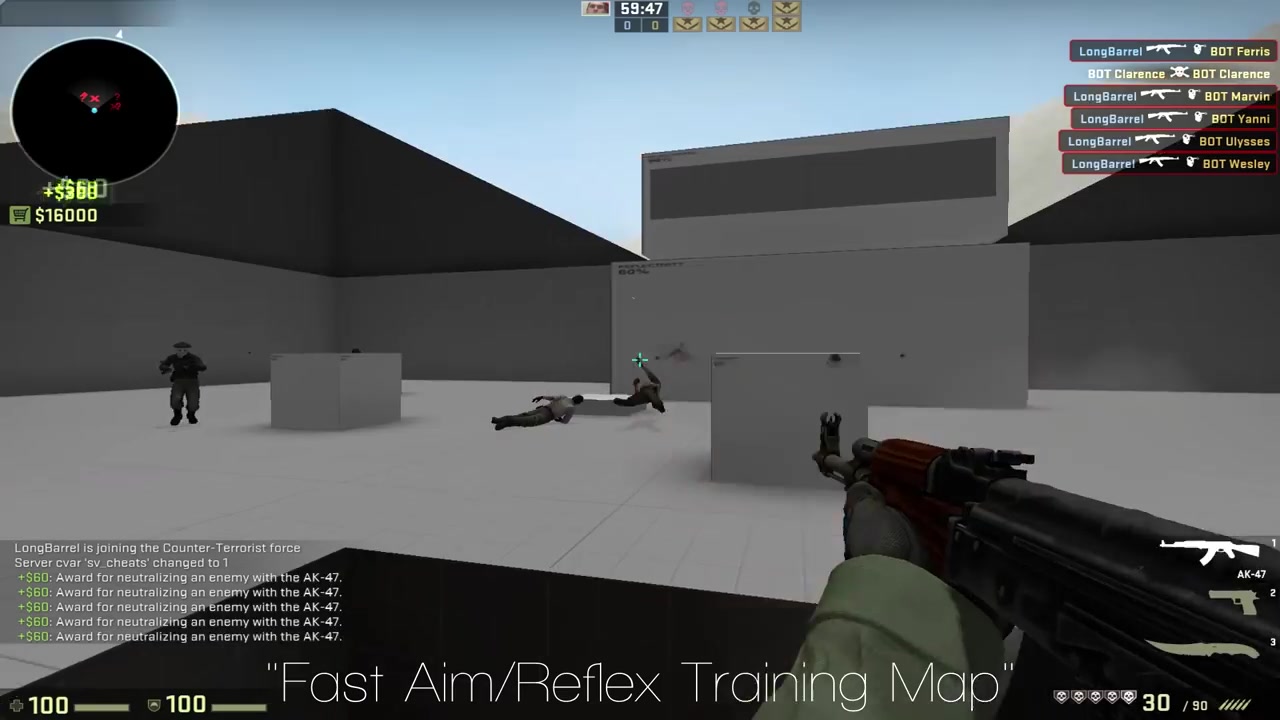 59:47
0 0
LongBarrel BOT Ferris
BOT Clarence BOT Clarence
LongBarrel BOT Marvin
LongBarrel BOT Yanni
LongBarrel BOT Ulysses
LongBarrel BOT Wesley
$16000
60%
LongBarrel is joining the Counter-Terrorist force
Server cvar 'sv_cheats' changed to 1
+$60: Award for neutralizing an enemy with the AK-47.
+$60: Award for neutralizing an enemy with the AK-47.
+$60: Award for neutralizing an enemy with the AK-47.
+$60: Award for neutralizing an enemy with the AK-47.
+$60: Award for neutralizing an enemy with the AK-47.
1
AK-47
2
3
"Fast Aim/Reflex Training Map"
100 100 30 / 90